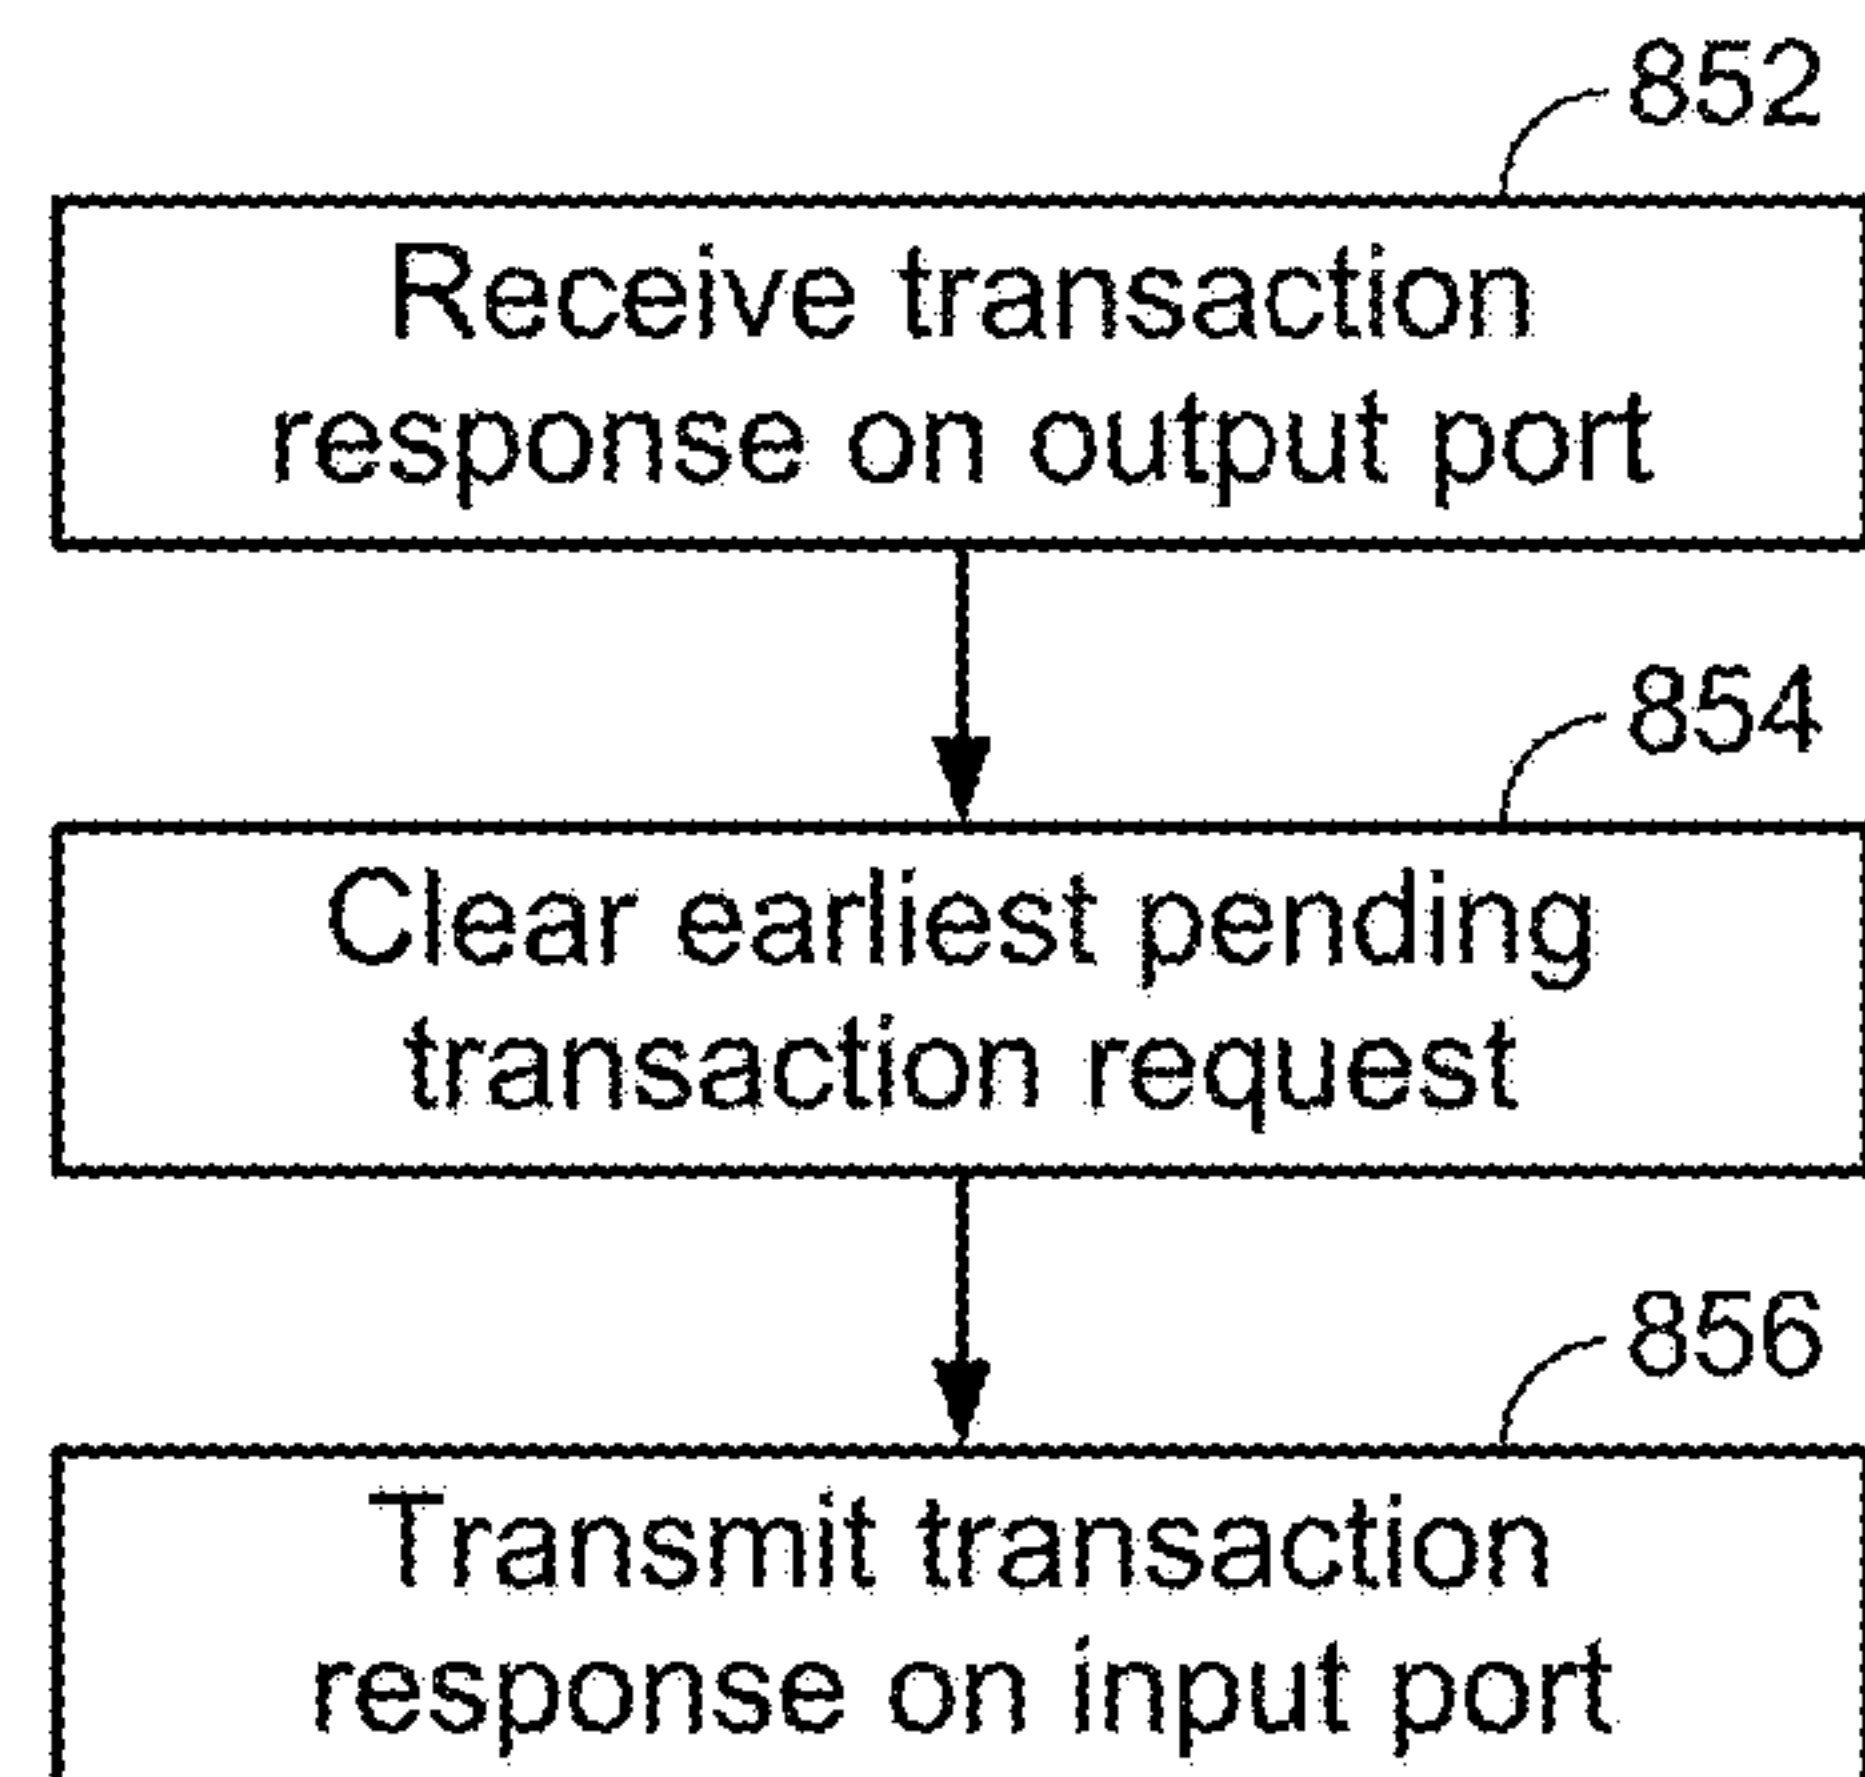 852
Receive transaction
response on output port
854
Clear earliest pending
transaction request
856
Transmit transaction
response on input port